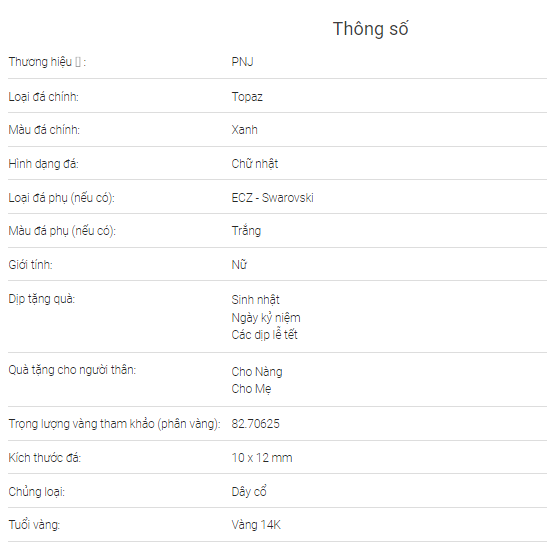 Thông số
Thương hiệu ▯ : PNJ
Loại đá chính: Topaz
Màu đá chính: Xanh
Hình dạng đá: Chữ nhật
Loại đá phụ (nếu có): ECZ - Swarovski
Màu đá phụ (nếu có): Trắng
Giới tính: Nữ
Dịp tặng quà: Sinh nhật
Ngày kỷ niệm
Các dịp lễ tết
Quà tặng cho người thân: Cho Nàng
Cho Mẹ
Trọng lượng vàng tham khảo (phân vàng): 82.70625
Kích thước đá: 10 x 12 mm
Chủng loại: Dây cổ
Tuổi vàng: Vàng 14K